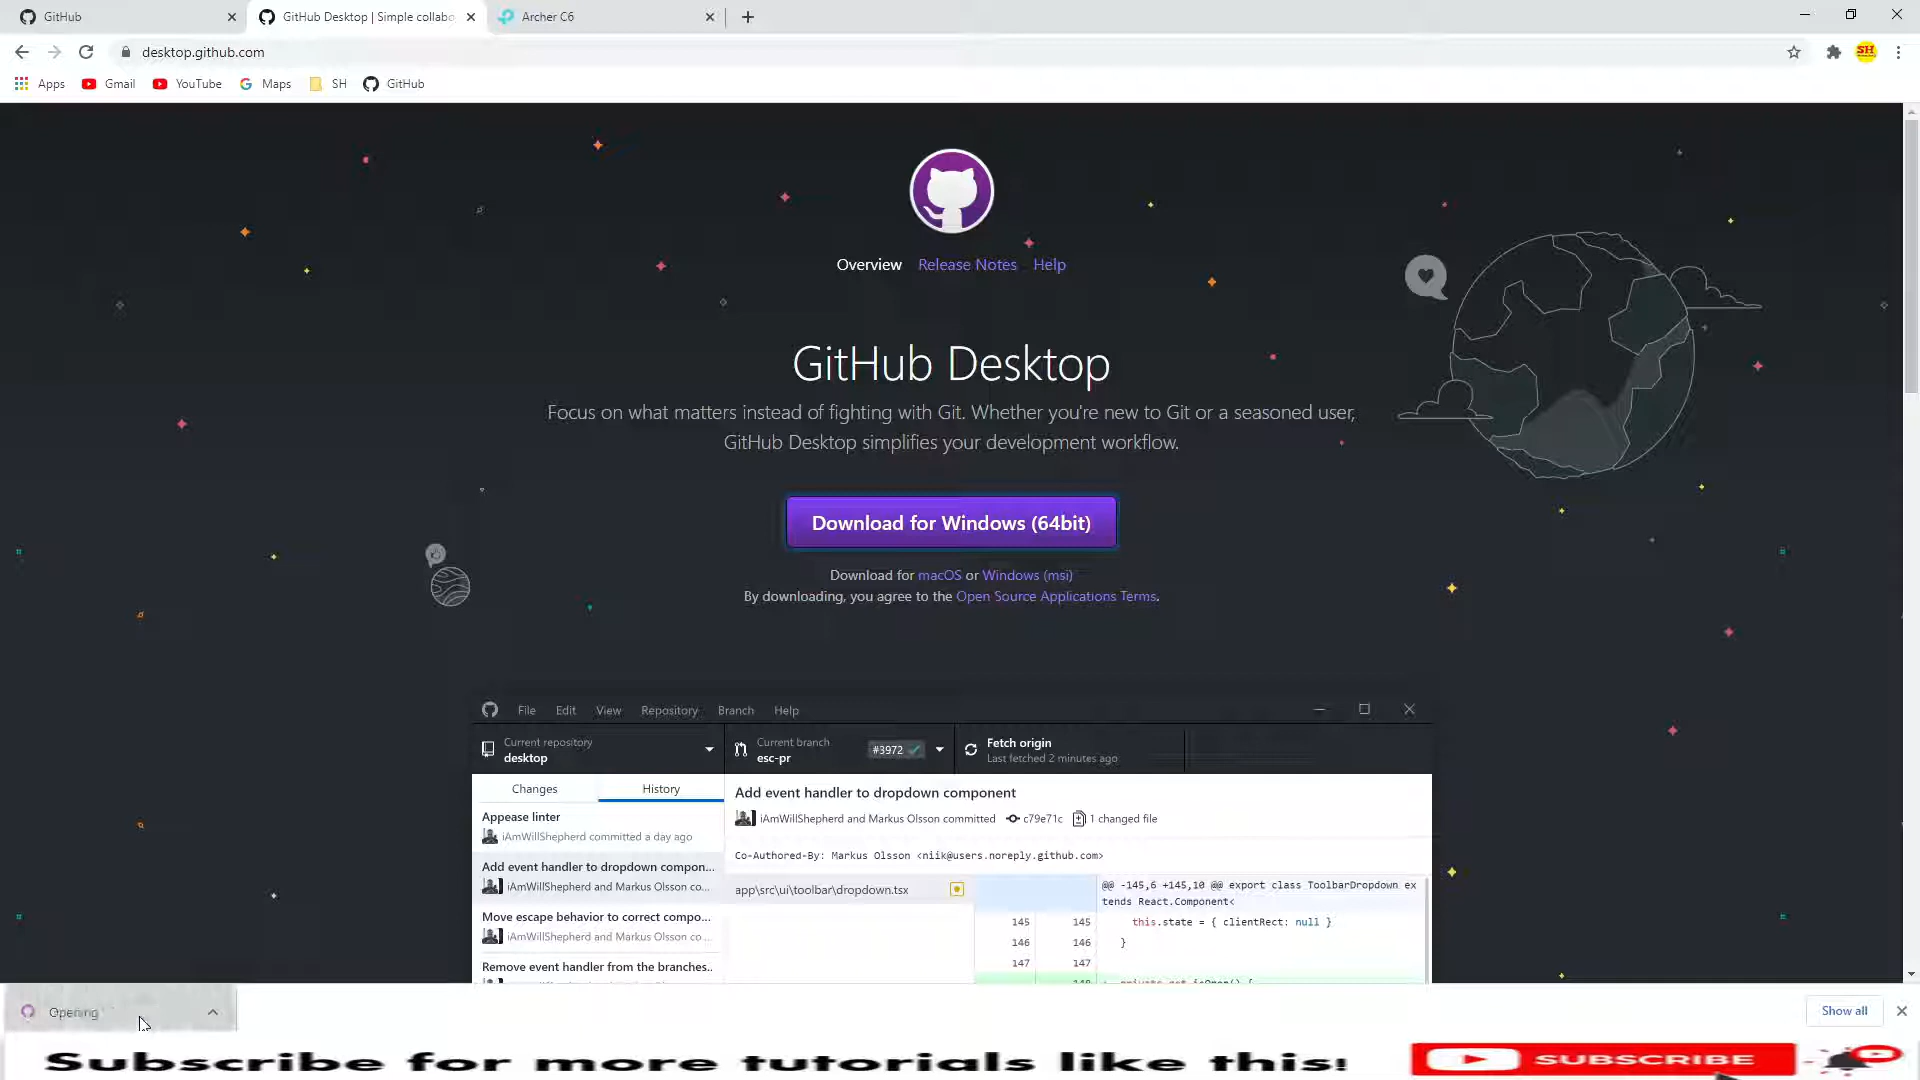 GitHub
GitHub Desktop | Simple collabo
Archer C6
desktop.github.com
SH
Apps
Gmail
YouTube
Maps
SH
GitHub
Overview Release Notes Help
GitHub Desktop
Focus on what matters instead of fighting with Git. Whether you're new to Git or a seasoned user,
GitHub Desktop simplifies your development workflow.
Download for Windows (64bit)
Download for macOS or Windows (msi)
By downloading, you agree to the Open Source Applications Terms.
File Edit View Repository Branch Help
Current repository
desktop
Current branch
esc-pr
#3972
Fetch origin
Last fetched 2 minutes ago
Changes
History
Appease linter
iAmWillShepherd committed a day ago
Add event handler to dropdown compon...
iAmWillShepherd and Markus Olsson co...
Move escape behavior to correct compo...
iAmWillShepherd and Markus Olsson co ...
Remove event handler from the branches..
Add event handler to dropdown component
iAmWillShepherd and Markus Olsson committed c79e71c 1 changed file
Co-Authored-By: Markus Olsson <niik@users.noreply.github.com>
app\src\ui\toolbar\dropdown.tsx
@@ -145,6 +145,10 @@ export class ToolbarDropdown ex
tends React.Component<
145 145 this.state = { clientRect: null }
146 146 }
147 147
Opening
Show all
Subscribe for more tutorials like this!
SUBSCRIBE